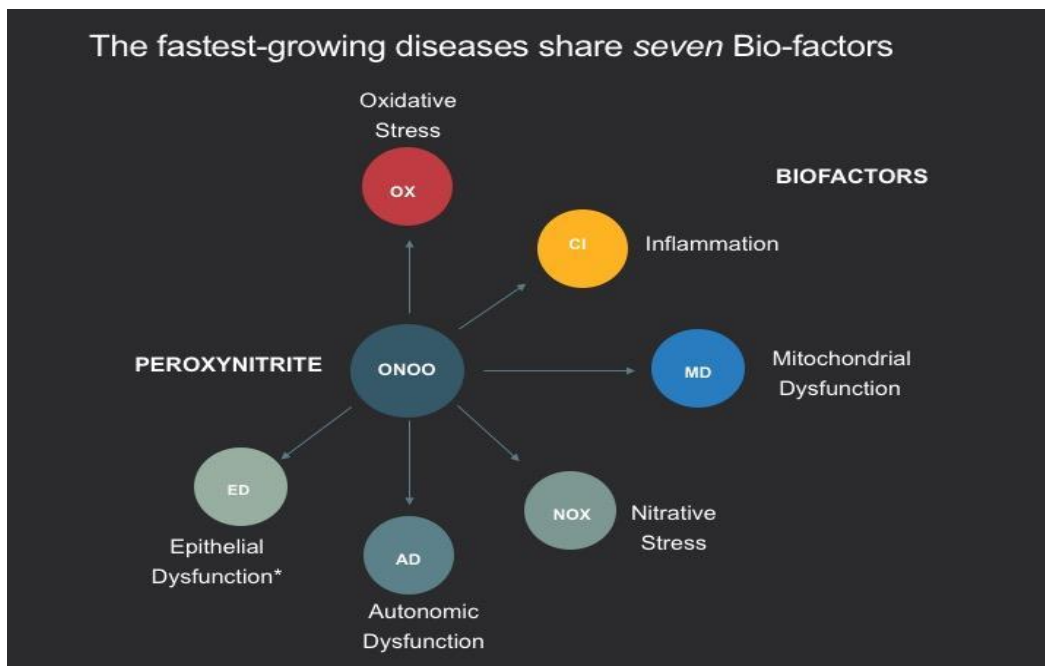 The fastest-growing diseases share seven Bio-factors
Oxidative
Stress
OX
BIOFACTORS
CI
Inflammation
PEROXYNITRITE
ONOO
MD
Mitochondrial
Dysfunction
ED
Epithelial
Dysfunction*
AD
Autonomic
Dysfunction
NOX
Nitrative
Stress